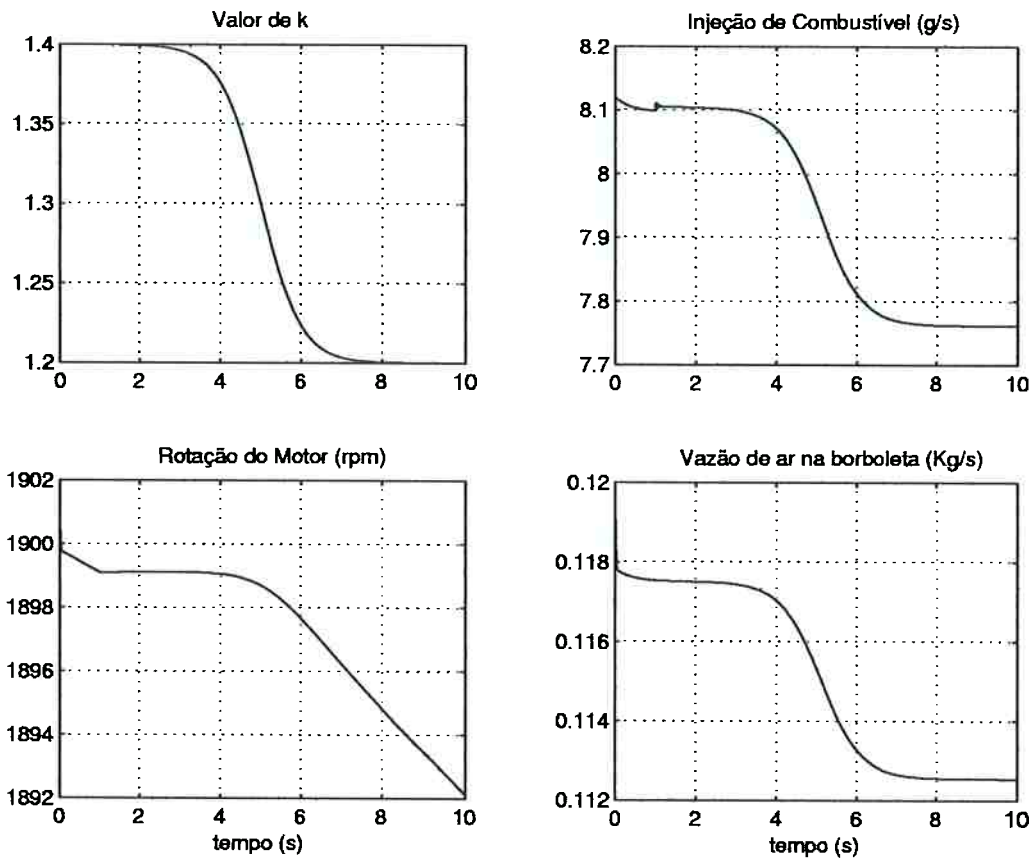 Valor de k
1.4
1.35
1.3
1.25
1.2
0 2 4 6 8 10
Injeção de Combustível (g/s)
8.2
8.1
8
7.9
7.8
7.7
0 2 4 6 8 10
Rotação do Motor (rpm)
1902
1900
1898
1896
1894
1892
0 2 4 6 8 10
tempo (s)
Vazão de ar na borboleta (Kg/s)
0.12
0.118
0.116
0.114
0.112
0 2 4 6 8 10
tempo (s)